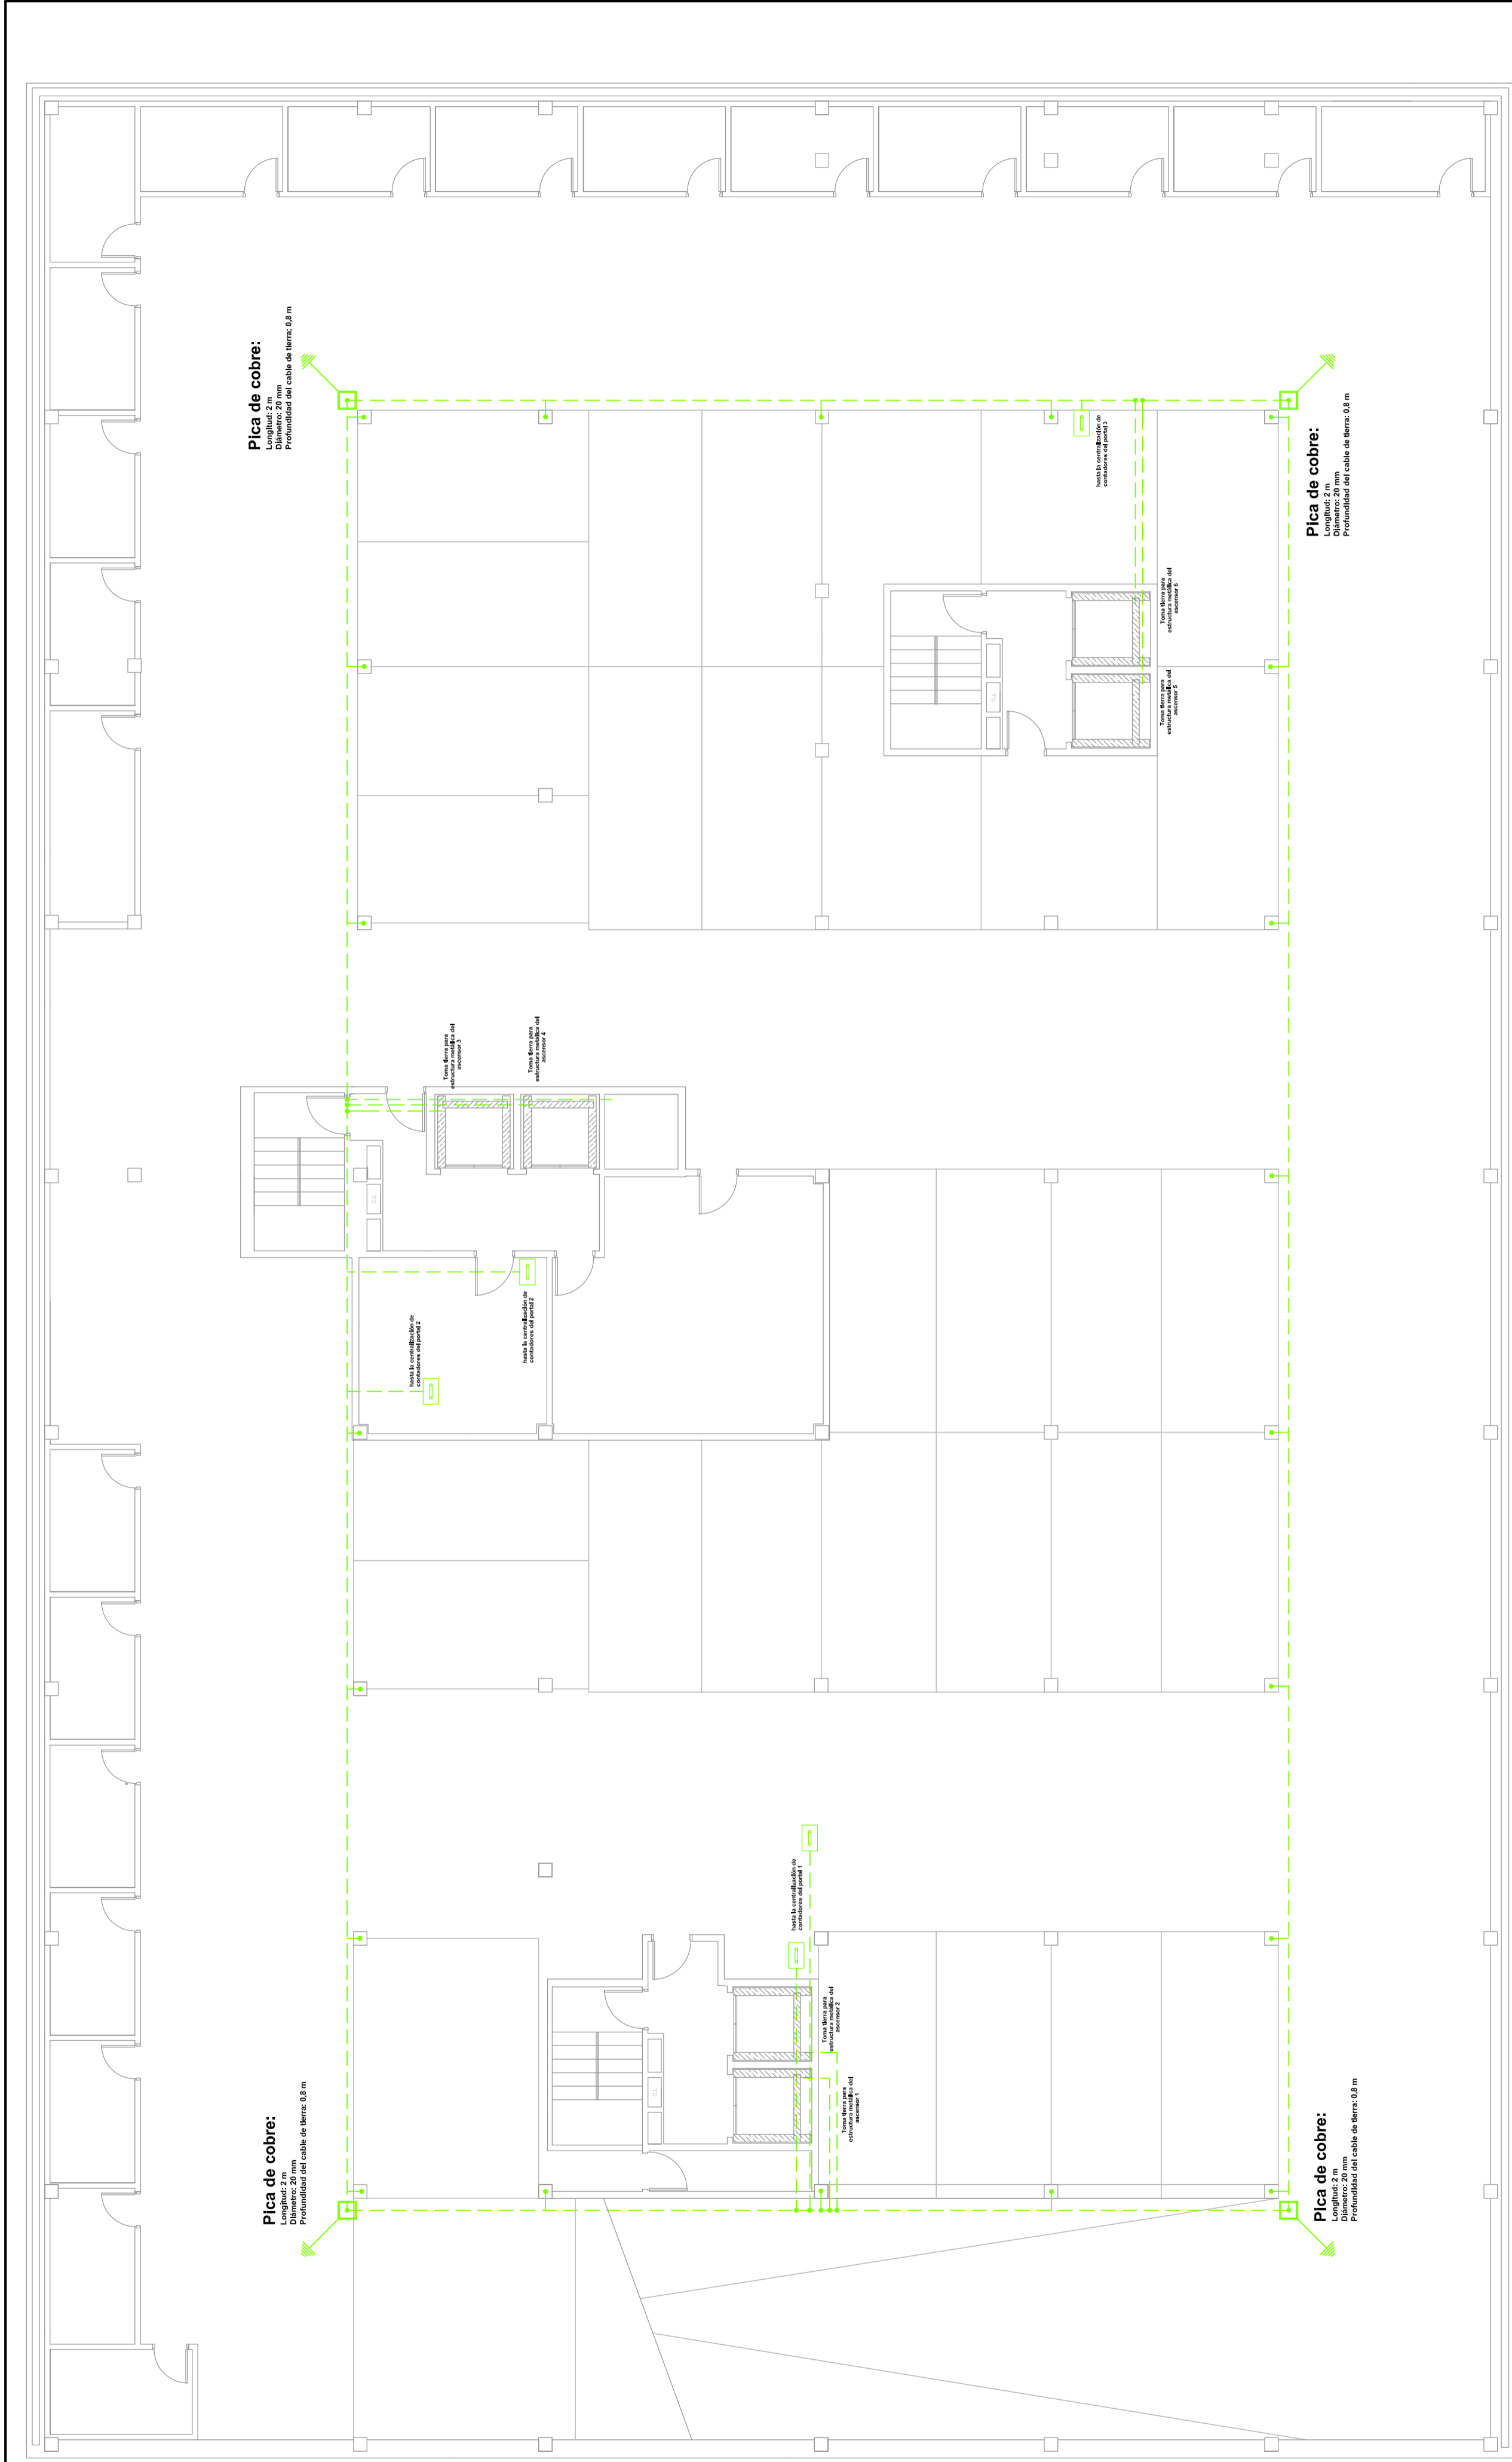 Pica de cobre:
Longitud: 2 m
Diámetro: 20 mm
Profundidad del cable de tierra: 0,8 m
Pica de cobre:
Longitud: 2 m
Diámetro: 20 mm
Profundidad del cable de tierra: 0,8 m
hasta la centralización de
contadores del portal 3
Toma tierra para
estructura metálica del
ascensor 6
Toma tierra para
estructura metálica del
ascensor 5
Toma tierra para
estructura metálica del
ascensor 3
Toma tierra para
estructura metálica del
ascensor 4
hasta la centralización de
contadores del portal 2
hasta la centralización de
contadores del portal 2
hasta la centralización de
contadores del portal 1
Toma tierra para
estructura metálica del
ascensor 2
Toma tierra para
estructura metálica del
ascensor 1
Pica de cobre:
Longitud: 2 m
Diámetro: 20 mm
Profundidad del cable de tierra: 0,8 m
Pica de cobre:
Longitud: 2 m
Diámetro: 20 mm
Profundidad del cable de tierra: 0,8 m